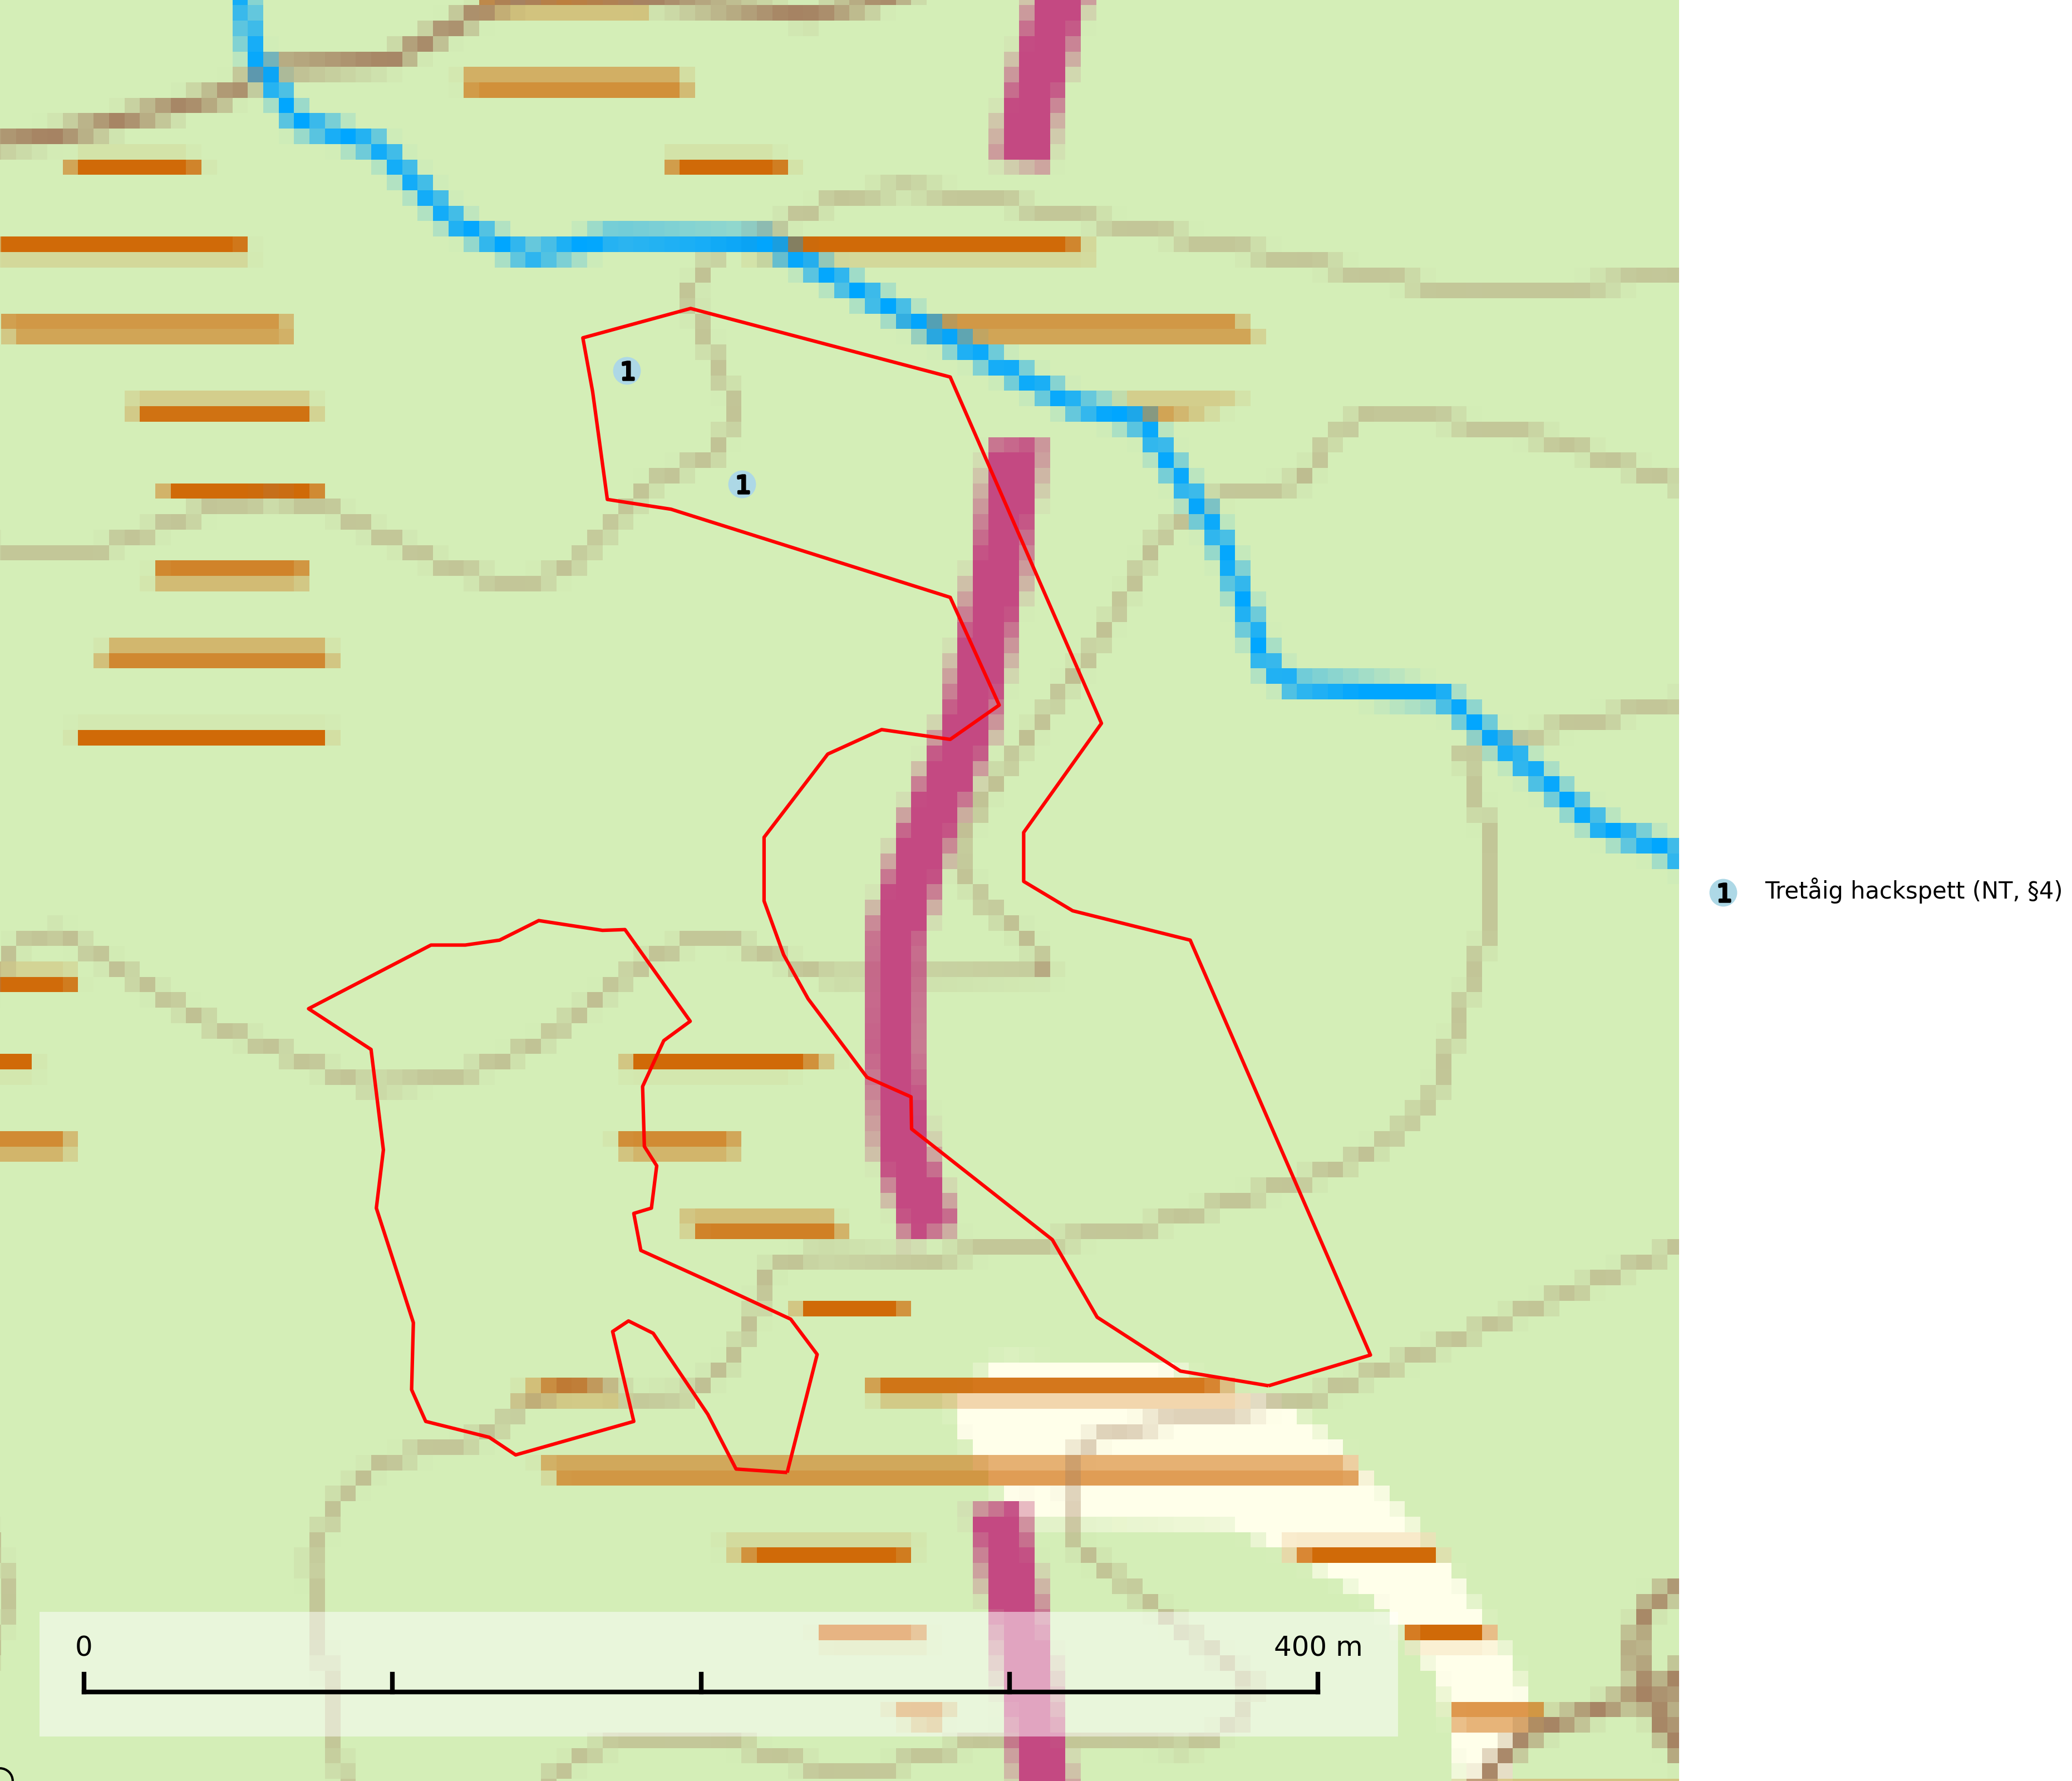 1
1
1 Tretåig hackspett (NT, §4)
0 400 m